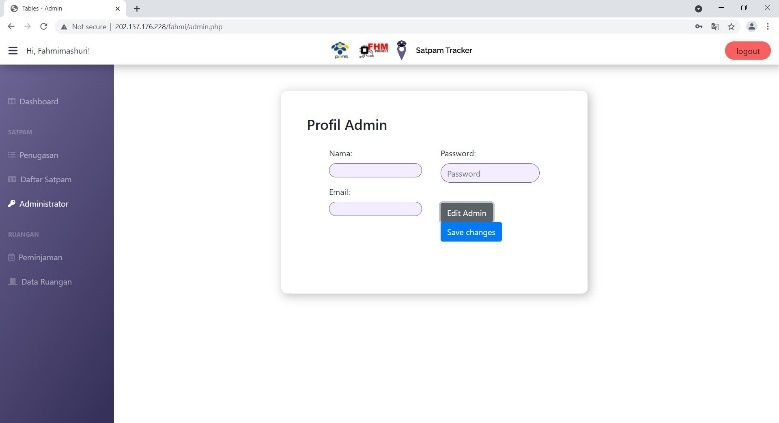 Tables - Admin
Not secure | 202.157.176.228/fahmi/admin.php
Hi, Fahmimashuri!
Satpam Tracker
logout
Dashboard
SATPAM
Penugasan
Daftar Satpam
Administrator
RUANGAN
Peminjaman
Data Ruangan
Profil Admin
Nama:
Password:
Password
Email:
Edit Admin
Save changes